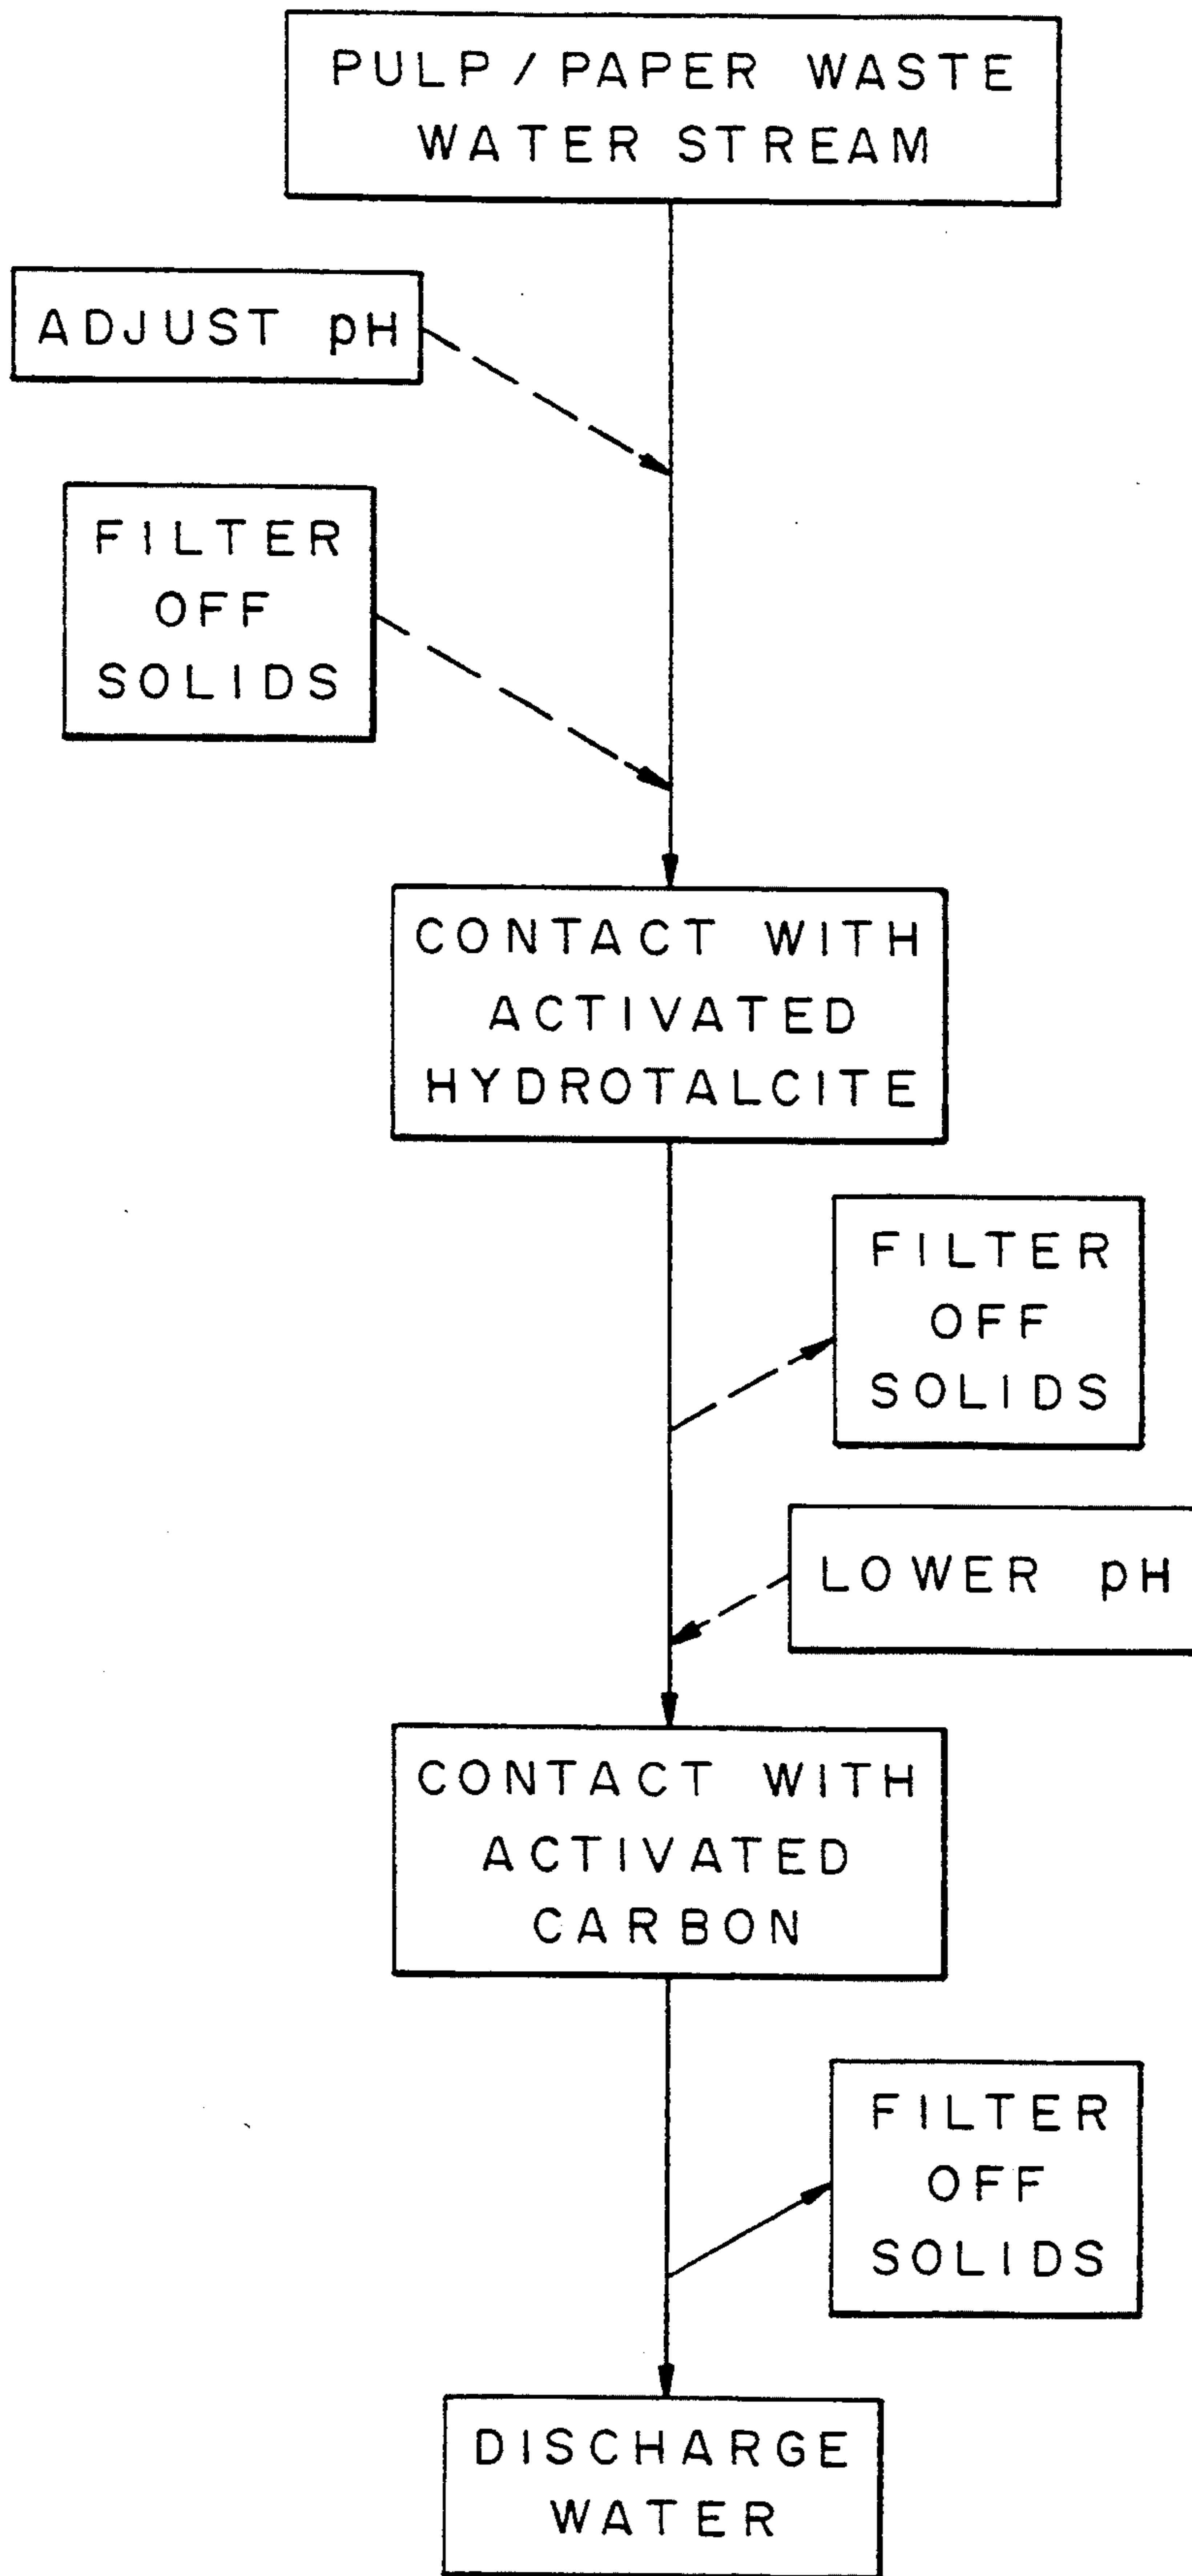 PULP / PAPER WASTE
WATER STREAM
ADJUST pH
FILTER
OFF
SOLIDS
CONTACT WITH
ACTIVATED
HYDROTALCITE
FILTER
OFF
SOLIDS
LOWER pH
CONTACT WITH
ACTIVATED
CARBON
FILTER
OFF
SOLIDS
DISCHARGE
WATER